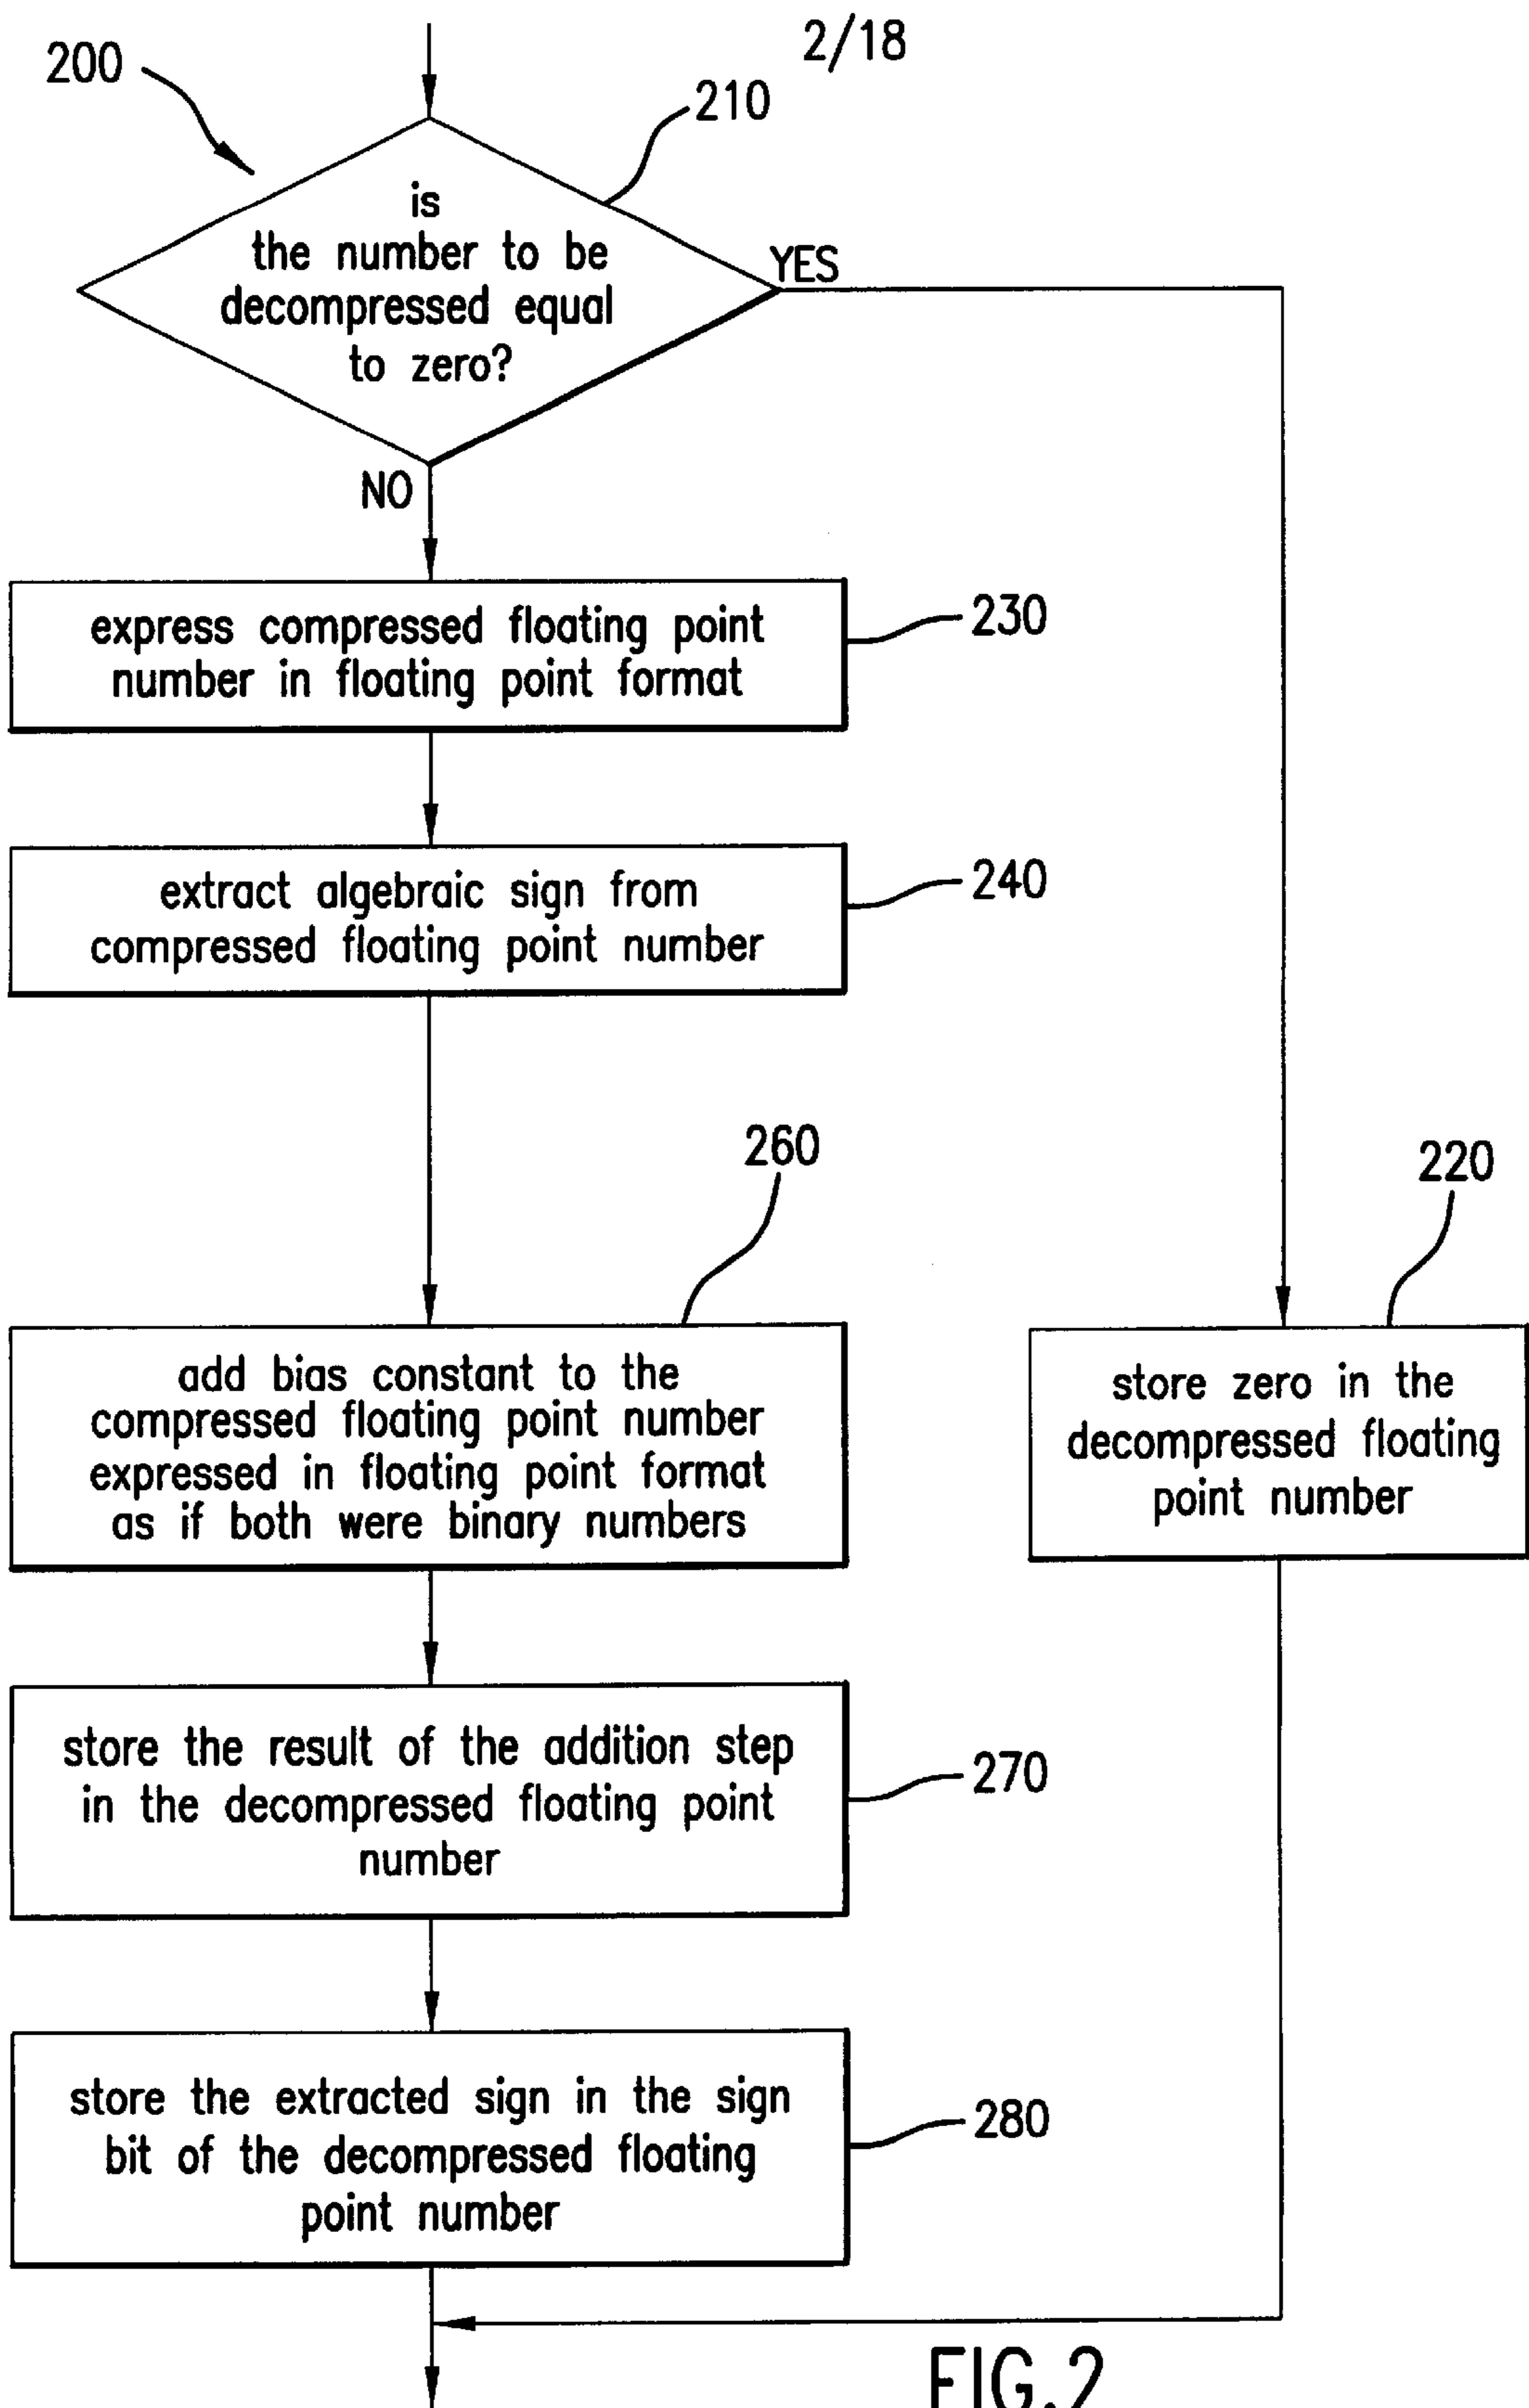 2/18
200
210
is
the number to be
decompressed equal
to zero?
YES
NO
express compressed floating point
number in floating point format
230
extract algebraic sign from
compressed floating point number
240
260
220
add bias constant to the
compressed floating point number
expressed in floating point format
as if both were binary numbers
store zero in the
decompressed floating
point number
store the result of the addition step
in the decompressed floating point
number
270
store the extracted sign in the sign
bit of the decompressed floating
point number
280
FIG.2